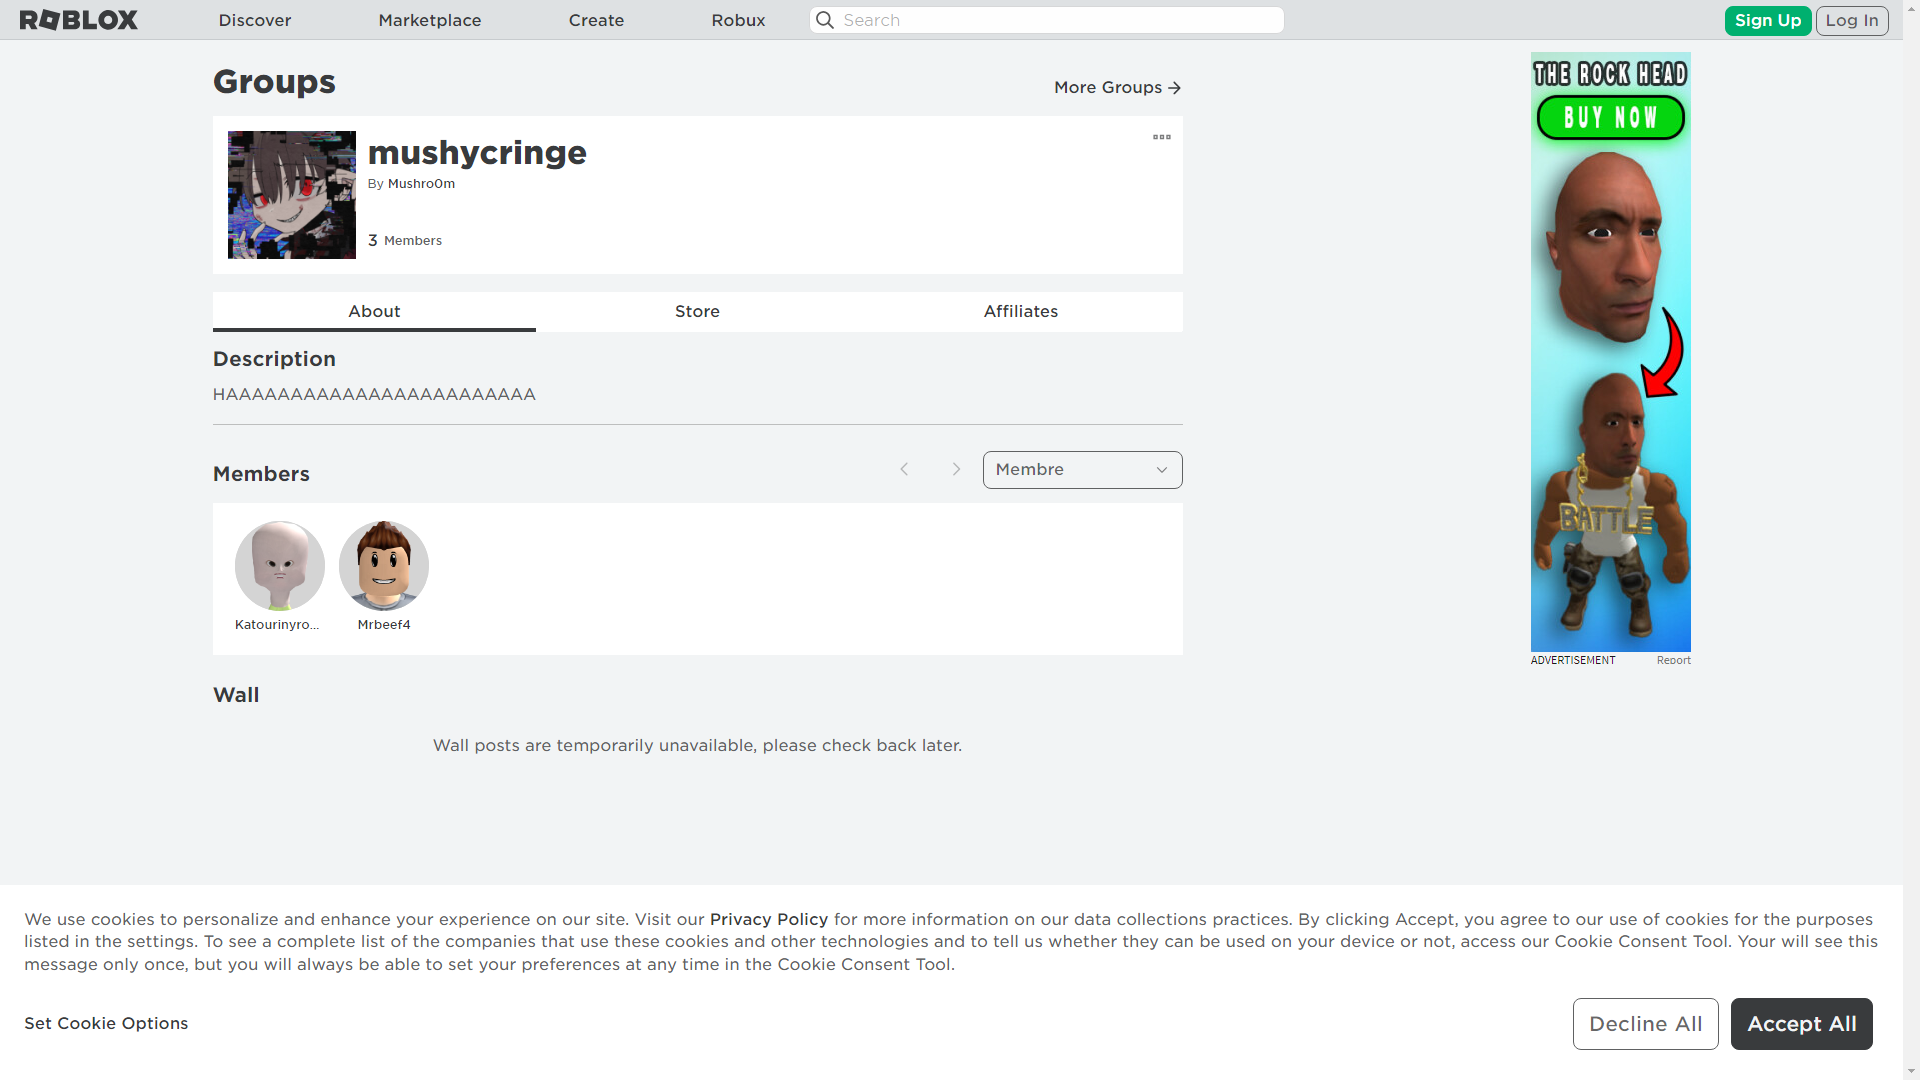 ROBLOX
Discover
Marketplace
Create
Robux
Search
Sign Up
Log In
Groups
More Groups
mushycringe
By Mushro0m
3 Members
About
Store
Affiliates
Description
HAAAAAAAAAAAAAAAAAAAAAAAA
Members
Membre
Katourinyro...
Mrbeef4
Wall
Wall posts are temporarily unavailable, please check back later.
THE ROCK HEAD
BUY NOW
BATTLE
ADVERTISEMENT
Report
We use cookies to personalize and enhance your experience on our site. Visit our Privacy Policy for more information on our data collections practices. By clicking Accept, you agree to our use of cookies for the purposes
listed in the settings. To see a complete list of the companies that use these cookies and other technologies and to tell us whether they can be used on your device or not, access our Cookie Consent Tool. Your will see this
message only once, but you will always be able to set your preferences at any time in the Cookie Consent Tool.
Set Cookie Options
Decline All
Accept All